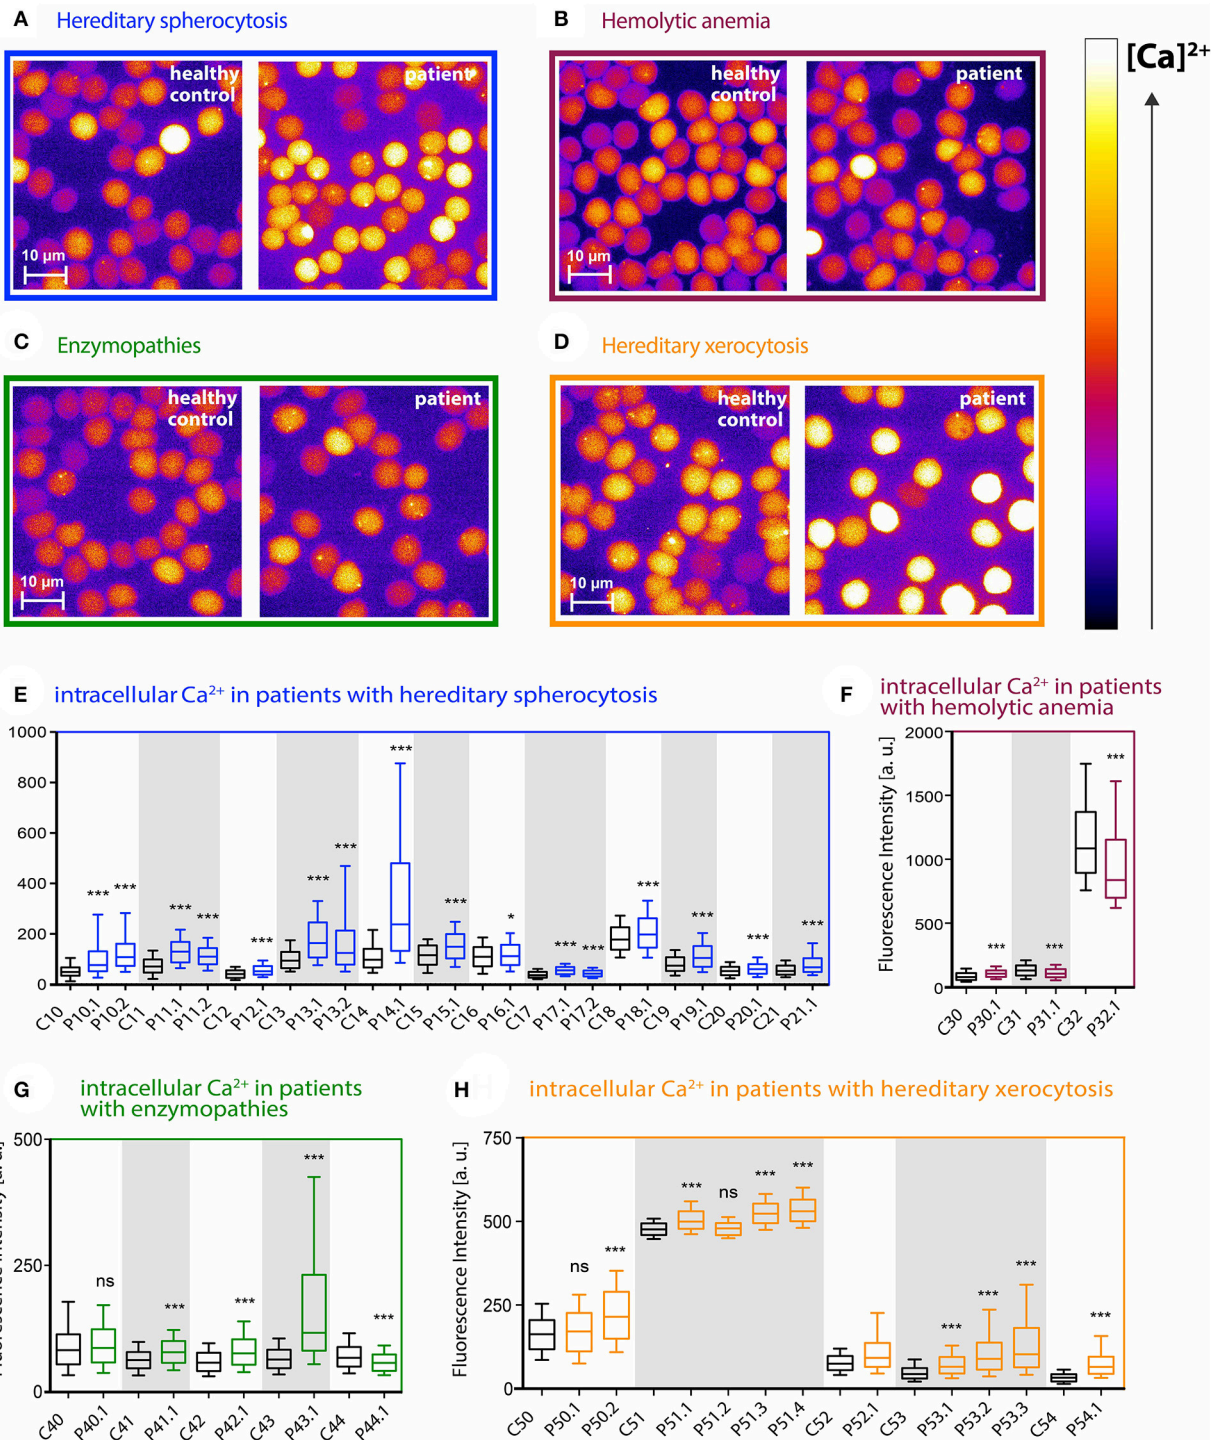 A Hereditary spherocytosis
B Hemolytic anemia
healthy
control
patient
10 µm
healthy
control
patient
10 µm
[Ca]²⁺
C Enzymopathies
D Hereditary xerocytosis
healthy
control
patient
10 µm
healthy
control
patient
10 µm
E intracellular Ca²⁺ in patients with hereditary spherocytosis
1000
800
600
400
200
0
*** *** *** *** *** *** *** *** *** * *** *** *** *** *** ***
C10 P10.1 P10.2 C11 P11.1 P11.2 C12 P12.1 C13 P13.1 P13.2 C14 P14.1 C15 P15.1 C16 P16.1 C17 P17.1 P17.2 C18 P18.1 C19 P19.1 C20 P20.1 C21 P21.1
F intracellular Ca²⁺ in patients
with hemolytic anemia
Fluorescence Intensity [a. u.]
2000
1500
1000
500
0
*** *** ***
C30 P30.1 C31 P31.1 C32 P32.1
G intracellular Ca²⁺ in patients
with enzymopathies
500
250
0
ns *** *** *** ***
C40 P40.1 C41 P41.1 C42 P42.1 C43 P43.1 C44 P44.1
H intracellular Ca²⁺ in patients with hereditary xerocytosis
Fluorescence Intensity [a. u.]
750
500
250
0
ns *** *** ns *** *** *** *** *** ***
C50 P50.1 P50.2 C51 P51.1 P51.2 P51.3 P51.4 C52 P52.1 C53 P53.1 P53.2 P53.3 C54 P54.1